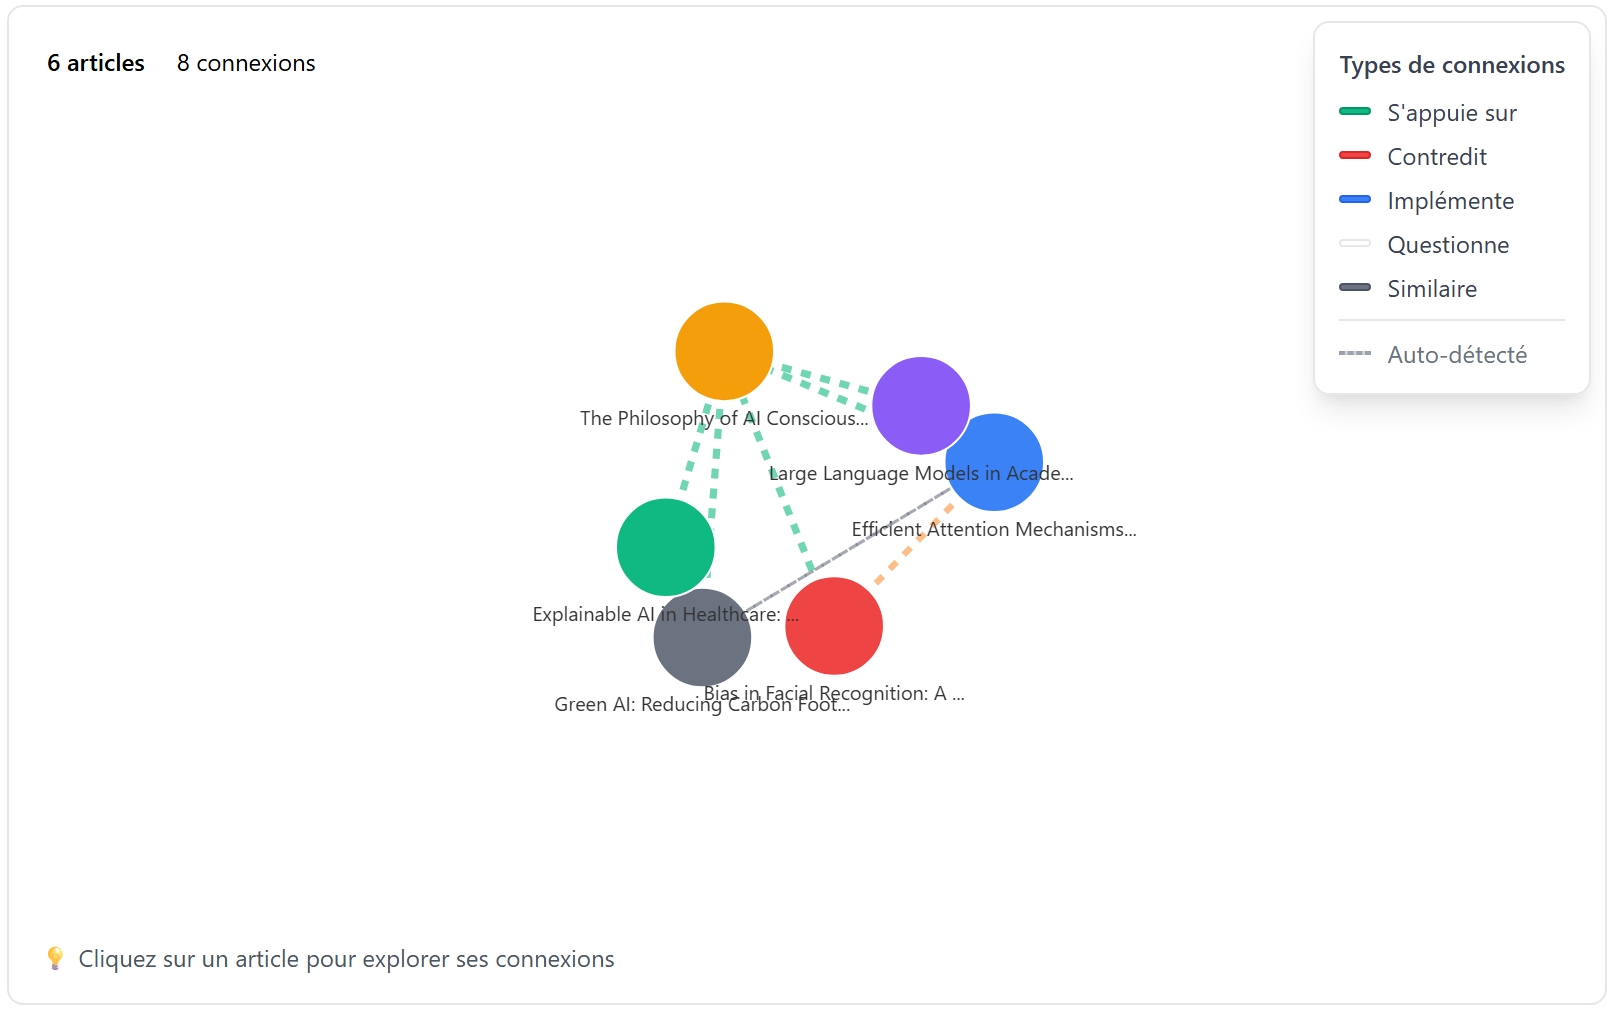 6 articles 8 connexions
Types de connexions
S'appuie sur
Contredit
Implémente
Questionne
Similaire
Auto-détecté
The Philosophy of AI Conscious...
Large Language Models in Acade...
Efficient Attention Mechanisms...
Explainable AI in Healthcare: ...
Bias in Facial Recognition: A ...
Green AI: Reducing Carbon Foot...
Cliquez sur un article pour explorer ses connexions